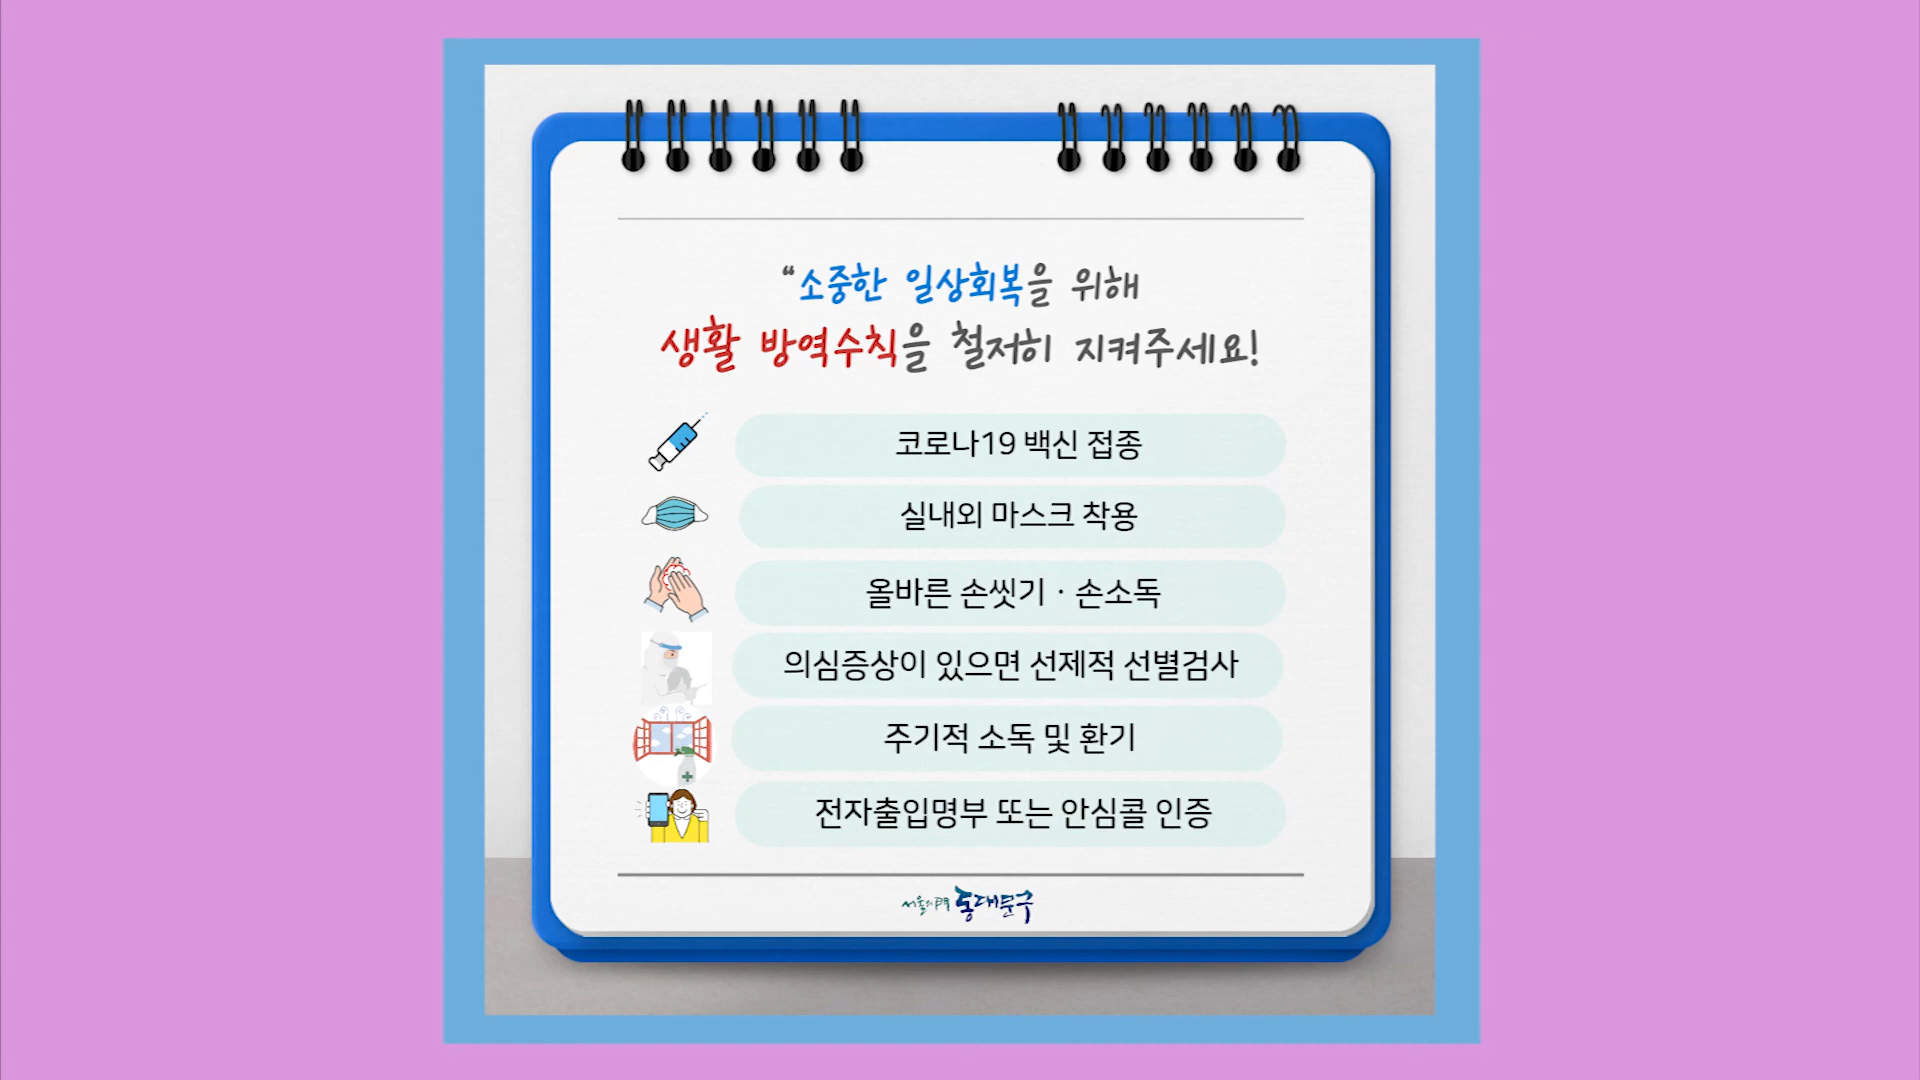 “소중한 일상회복을 위해
생활 방역수칙을 철저히 지켜주세요!
코로나19 백신 접종
실내외 마스크 착용
올바른 손씻기 · 손소독
의심증상이 있으면 선제적 선별검사
주기적 소독 및 환기
전자출입명부 또는 안심콜 인증
서울의門 동대문구